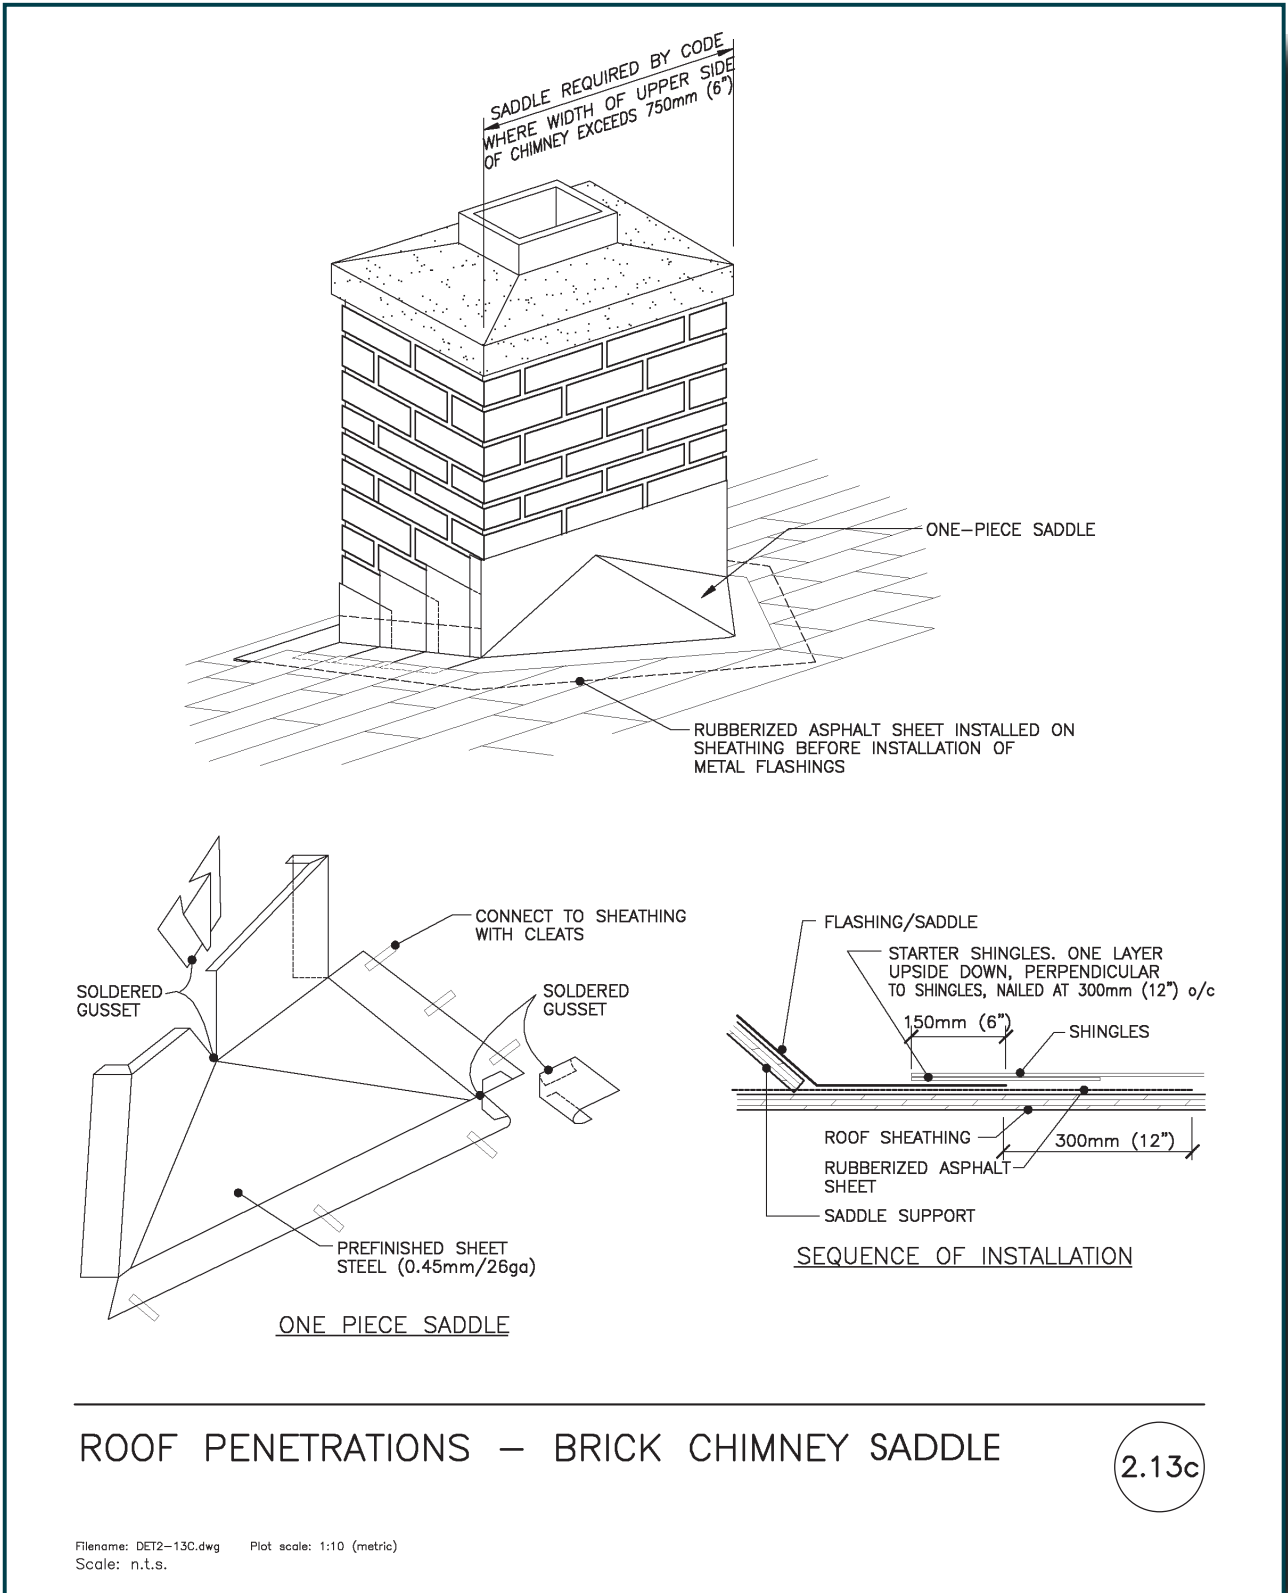 SADDLE REQUIRED BY CODE
WHERE WIDTH OF UPPER SIDE
OF CHIMNEY EXCEEDS 750mm (6")
ONE-PIECE SADDLE
RUBBERIZED ASPHALT SHEET INSTALLED ON
SHEATHING BEFORE INSTALLATION OF
METAL FLASHINGS
CONNECT TO SHEATHING
WITH CLEATS
SOLDERED
GUSSET
SOLDERED
GUSSET
PREFINISHED SHEET
STEEL (0.45mm/26ga)
ONE PIECE SADDLE
FLASHING/SADDLE
STARTER SHINGLES. ONE LAYER
UPSIDE DOWN, PERPENDICULAR
TO SHINGLES, NAILED AT 300mm (12") o/c
150mm (6")
SHINGLES
ROOF SHEATHING
300mm (12")
RUBBERIZED ASPHALT
SHEET
SADDLE SUPPORT
SEQUENCE OF INSTALLATION
ROOF PENETRATIONS - BRICK CHIMNEY SADDLE
2.13c
Filename: DET2-13C.dwg Plot scale: 1:10 (metric)
Scale: n.t.s.